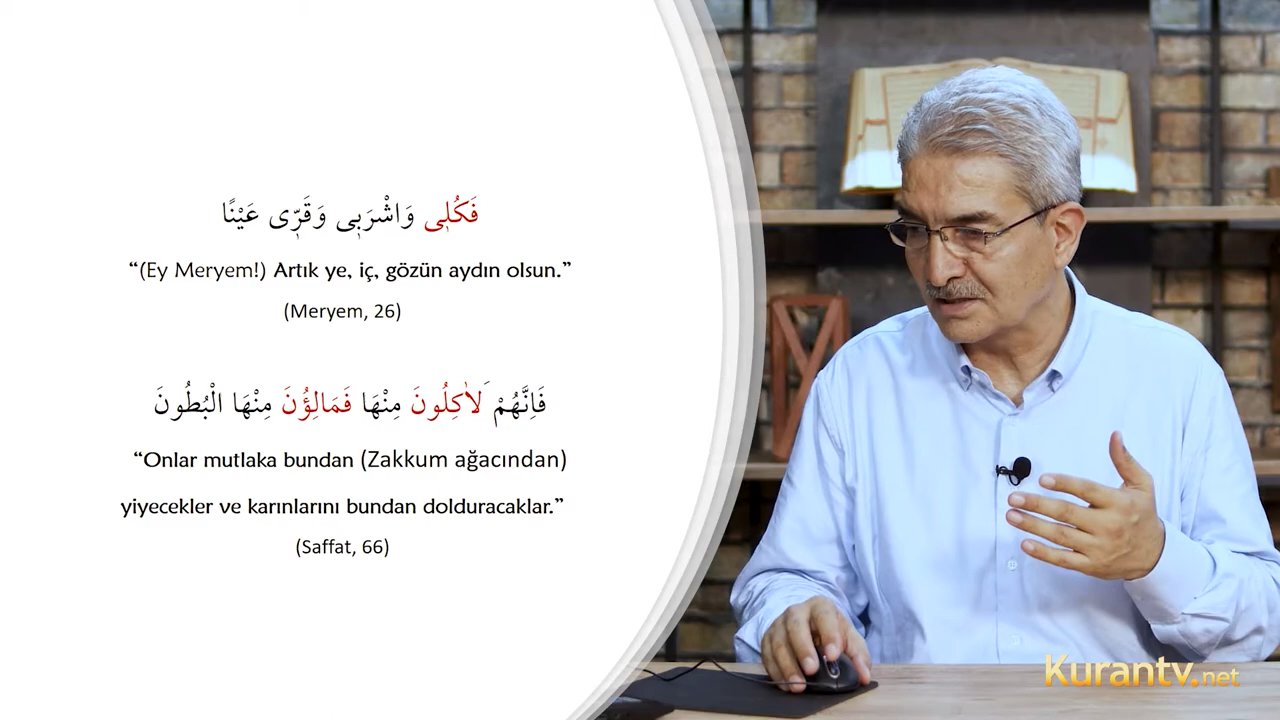 فَكُلٖي وَاشْرَبٖي وَقَرّٖي عَيْنًا
“(Ey Meryem!) Artık ye, iç, gözün aydın olsun.”
(Meryem, 26)
فَاِنَّهُمْ َلاٰكِلُونَ مِنْهَا فَمَالِؤُنَ مِنْهَا الْبُطُونَ
“Onlar mutlaka bundan (Zakkum ağacından)
yiyecekler ve karınlarını bundan dolduracaklar.”
(Saffat, 66)
Kurantv.net